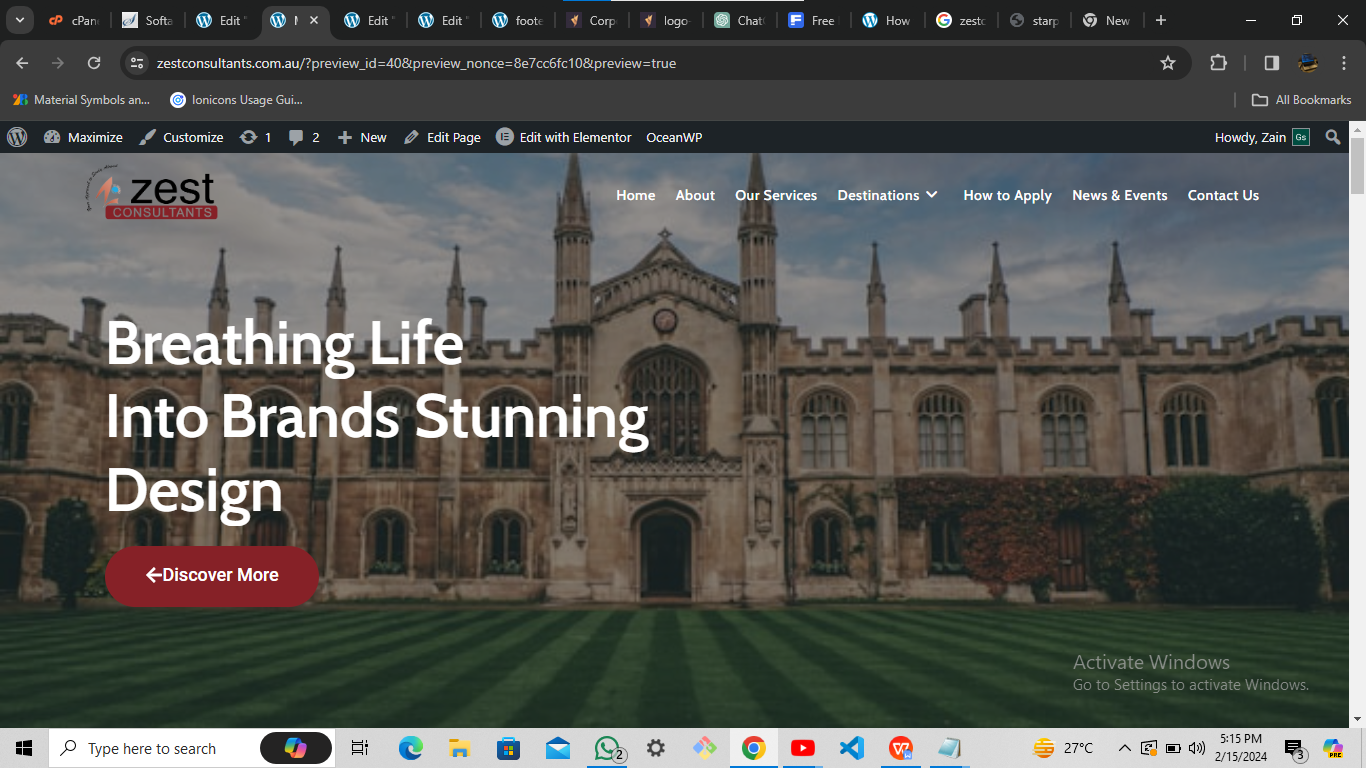 cPan
Softa
Edit "
Edit "
Edit "
foote
Corp
logo-
Chat
Free
How
zestc
starp
New
zestconsultants.com.au/?preview_id=40&preview_nonce=8e7cc6fc10&preview=true
Material Symbols an...
Ionicons Usage Gui...
All Bookmarks
Maximize
Customize
1
2
New
Edit Page
Edit with Elementor
OceanWP
Howdy, Zain
Gs
zest
CONSULTANTS
Home
About
Our Services
Destinations
How to Apply
News & Events
Contact Us
Breathing Life
Into Brands Stunning
Design
Discover More
Activate Windows
Go to Settings to activate Windows.
Type here to search
2
27°C
5:15 PM
2/15/2024
3
PRE